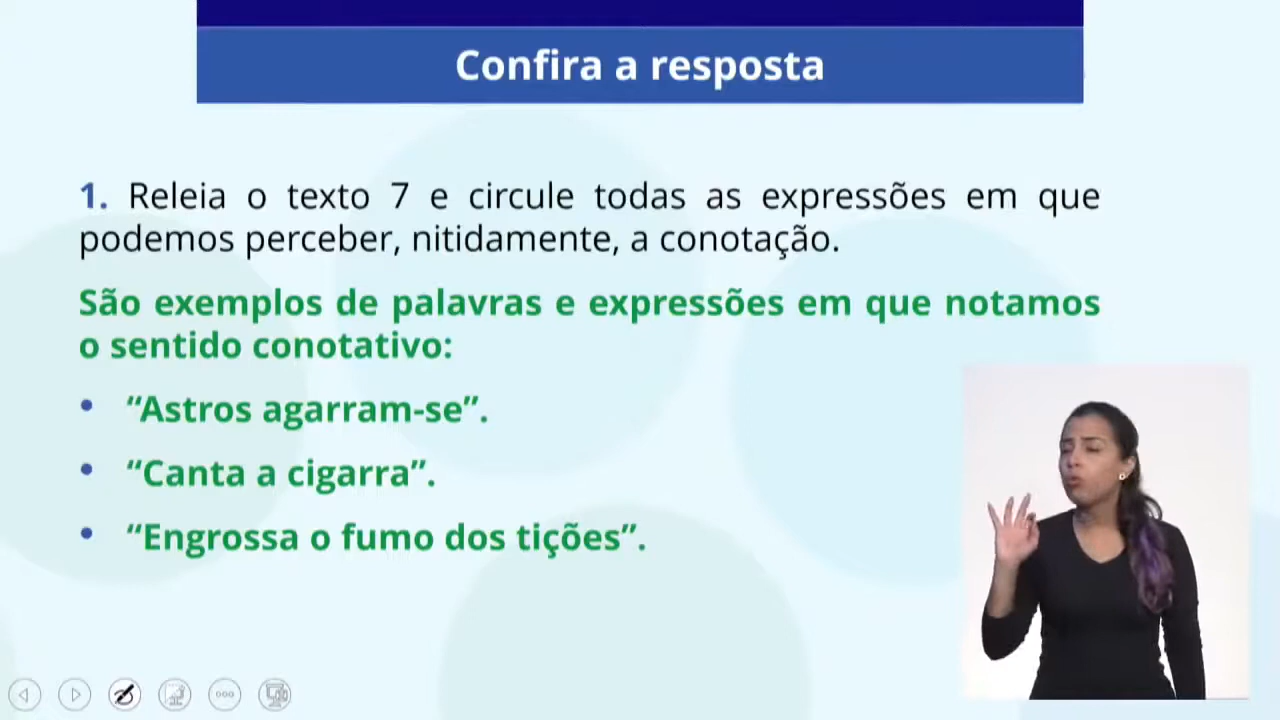 Confira a resposta
1. Releia o texto 7 e circule todas as expressões em que
podemos perceber, nitidamente, a conotação.
São exemplos de palavras e expressões em que notamos
o sentido conotativo:
• “Astros agarram-se”.
• “Canta a cigarra”.
• “Engrossa o fumo dos tições”.